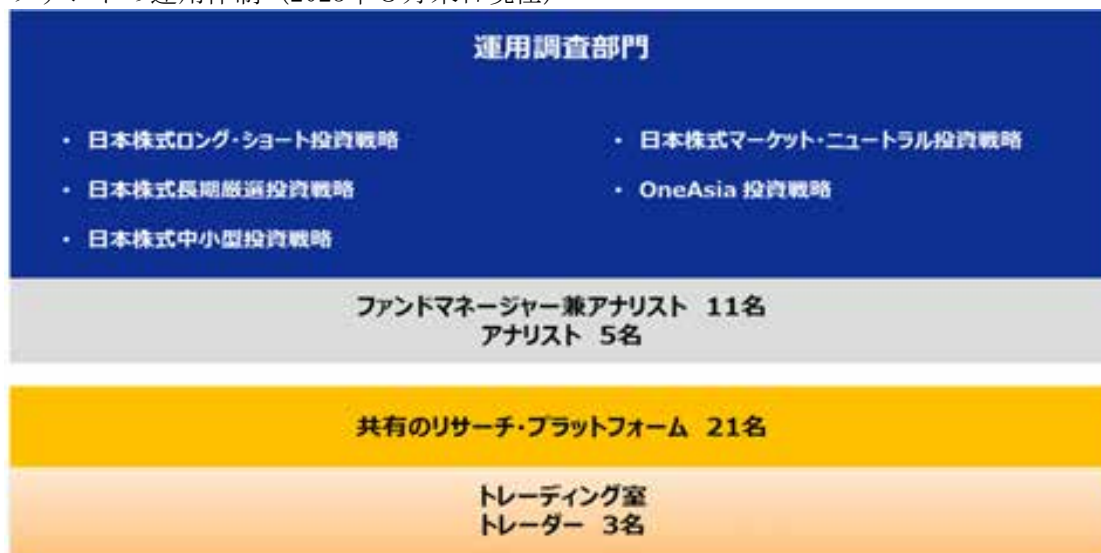 運用調査部門
・ 日本株式ロング・ショート投資戦略
・ 日本株式マーケット・ニュートラル投資戦略
・ 日本株式長期厳選投資戦略
・ OneAsia 投資戦略
・ 日本株式中小型投資戦略
ファンドマネージャー兼アナリスト 11名
アナリスト 5名
共有のリサーチ・プラットフォーム 21名
トレーディング室
トレーダー 3名